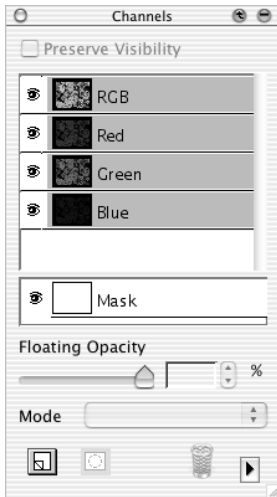 Channels
Preserve Visibility
RGB
Red
Green
Blue
Mask
Floating Opacity
%
Mode